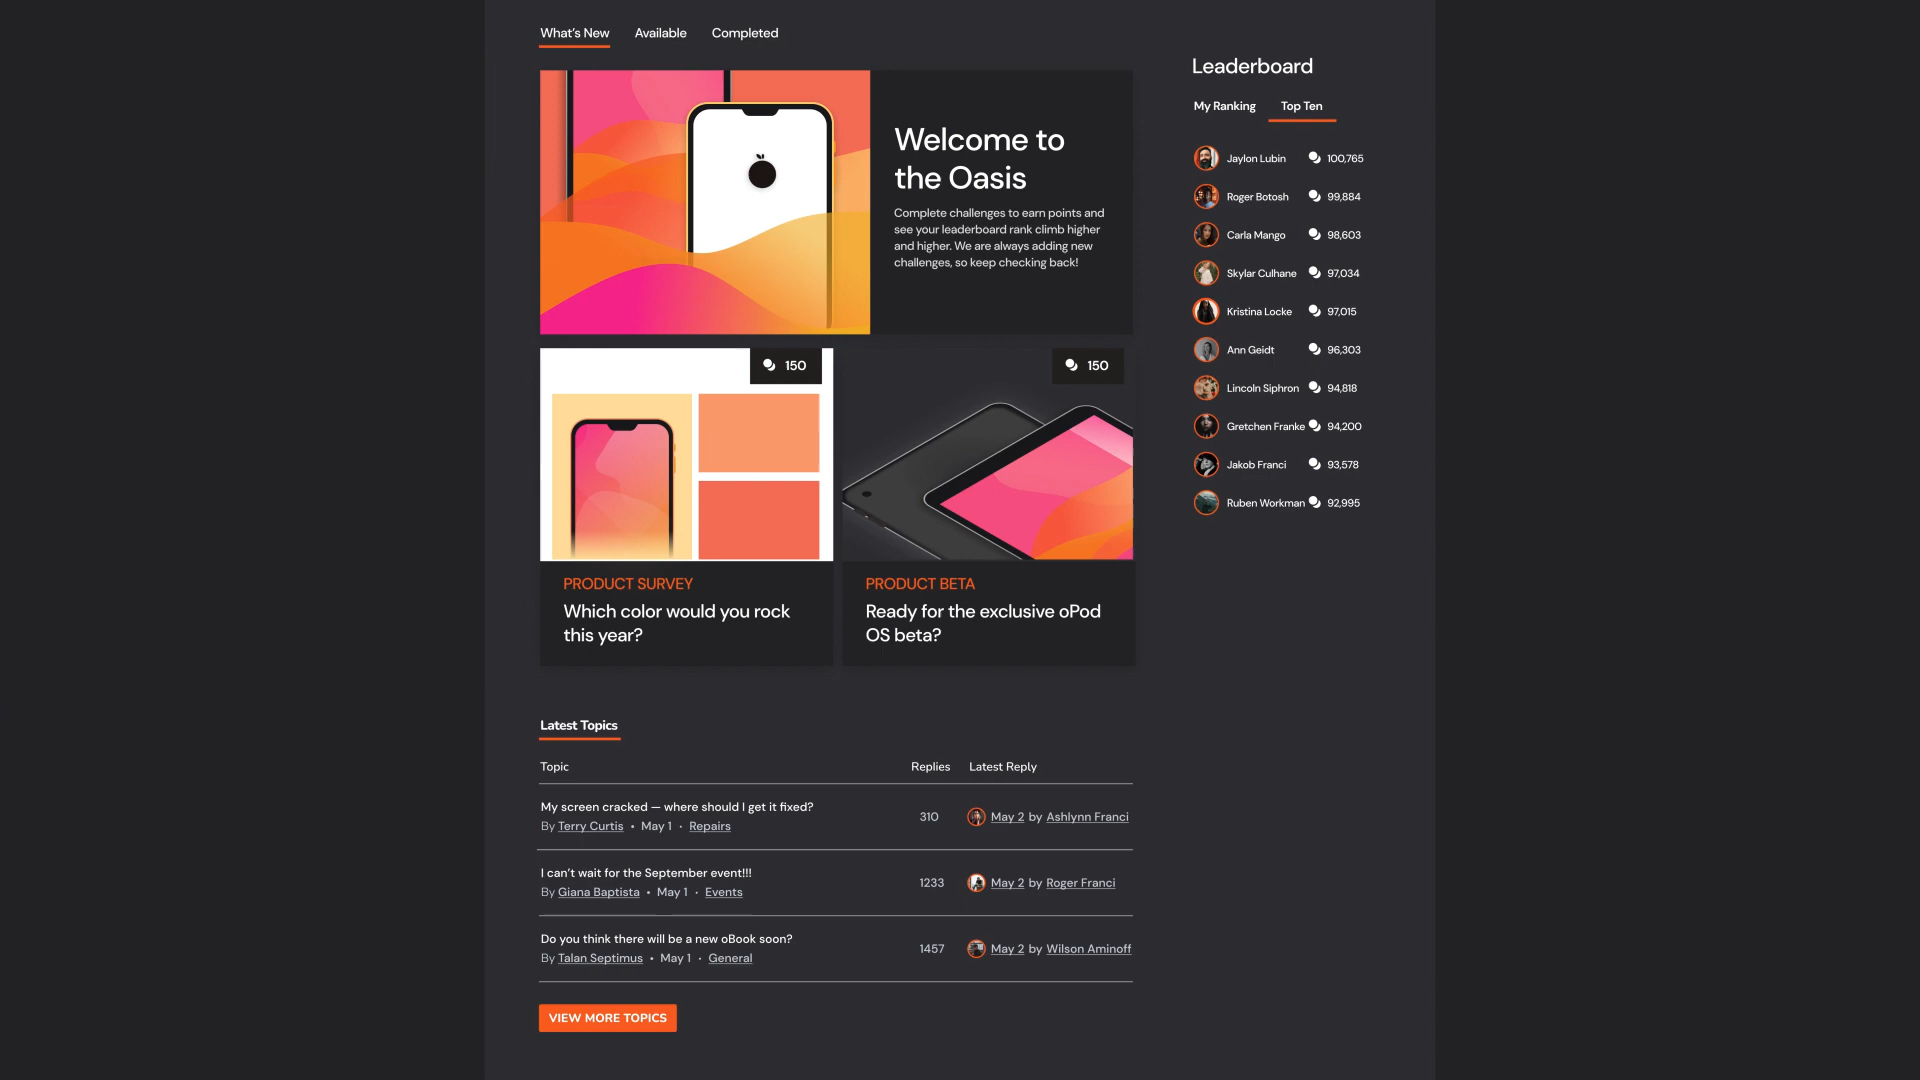 What's New
Available
Completed
Welcome to
the Oasis
Complete challenges to earn points and
see your leaderboard rank climb higher
and higher. We are always adding new
challenges, so keep checking back!
150
150
PRODUCT SURVEY
Which color would you rock
this year?
PRODUCT BETA
Ready for the exclusive oPod
OS beta?
Latest Topics
Topic
Replies
Latest Reply
My screen cracked — where should I get it fixed?
By Terry Curtis • May 1 · Repairs
310
May 2 by Ashlynn Franci
I can't wait for the September event!!!
By Giana Baptista • May 1 · Events
1233
May 2 by Roger Franci
Do you think there will be a new oBook soon?
By Talan Septimus • May 1 · General
1457
May 2 by Wilson Aminoff
VIEW MORE TOPICS
Leaderboard
My Ranking
Top Ten
Jaylon Lubin 100,765
Roger Botosh 99,884
Carla Mango 98,603
Skylar Culhane 97,034
Kristina Locke 97,015
Ann Geidt 96,303
Lincoln Siphron 94,818
Gretchen Franke 94,200
Jakob Franci 93,578
Ruben Workman 92,995